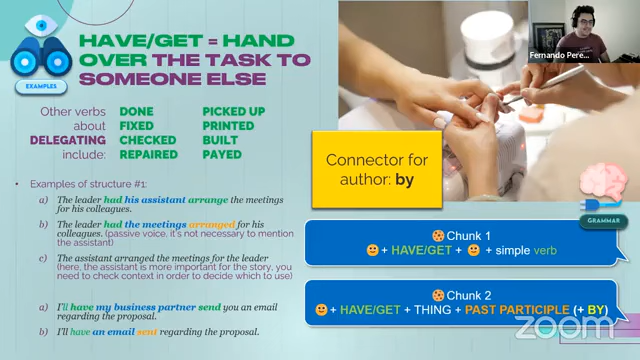 HAVE/GET = HAND
OVER THE TASK TO
SOMEONE ELSE
EXAMPLES
Other verbs
about
DELEGATING
include:
DONE
FIXED
CHECKED
REPAIRED
PICKED UP
PRINTED
BUILT
PAYED
• Examples of structure #1:
a) The leader had his assistant arrange the meetings
for his colleagues.
b) The leader had the meetings arranged for his
colleagues. (passive voice, it's not necessary to mention
the assistant)
c) The assistant arranged the meetings for the leader
(here, the assistant is more important for the story, you
need to check context in order to decide which to use)
a) I'll have my business partner send you an email
regarding the proposal.
b) I'll have an email sent regarding the proposal.
Fernando Pere...
Connector for
author: by
GRAMMAR
Chunk 1
+ HAVE/GET + + simple verb
Chunk 2
+ HAVE/GET + THING + PAST PARTICIPLE (+ BY)
zoom